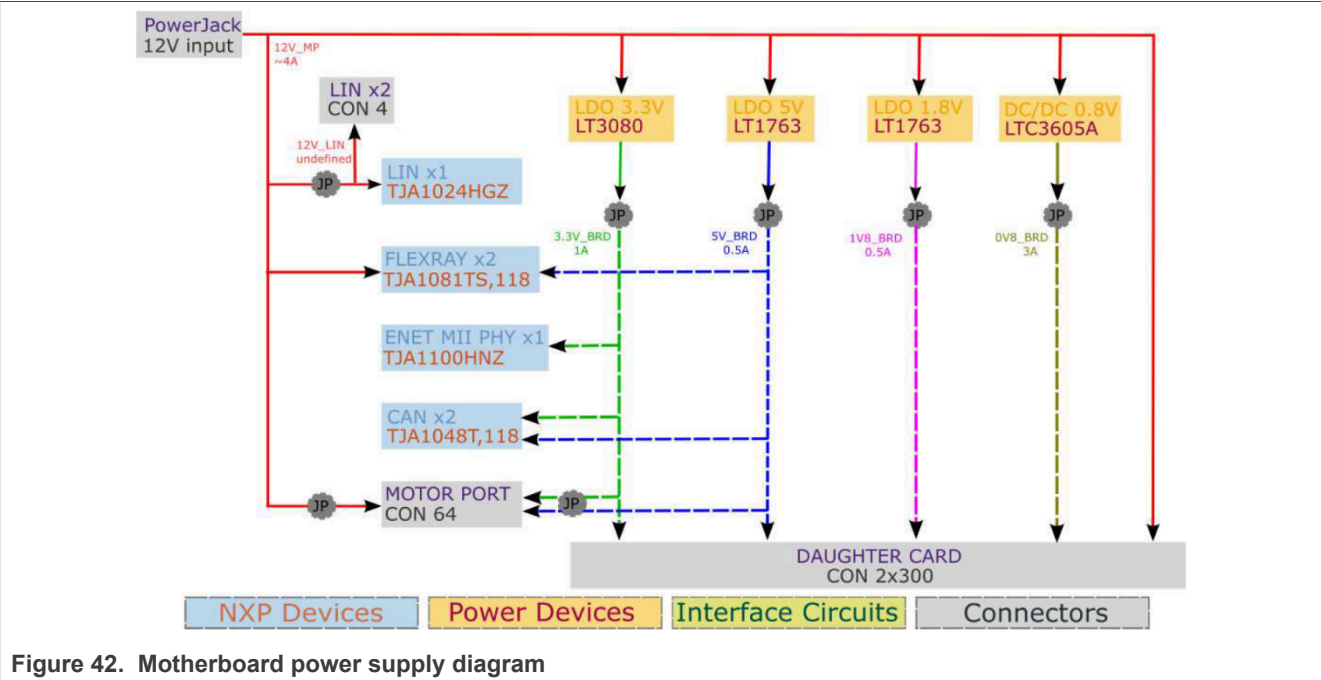 PowerJack
12V input
12V_MP
~4A
LIN x2
CON 4
LDO 3.3V
LT3080
LDO 5V
LT1763
LDO 1.8V
LT1763
DC/DC 0.8V
LTC3605A
12V_LIN
undefined
JP
LIN x1
TJA1024HGZ
JP
JP
JP
JP
3.3V_BRD
1A
5V_BRD
0.5A
1V8_BRD
0.5A
0V8_BRD
3A
FLEXRAY x2
TJA1081TS,118
ENET MII PHY x1
TJA1100HNZ
CAN x2
TJA1048T,118
JP
MOTOR PORT
CON 64
JP
DAUGHTER CARD
CON 2x300
NXP Devices
Power Devices
Interface Circuits
Connectors
Figure 42. Motherboard power supply diagram